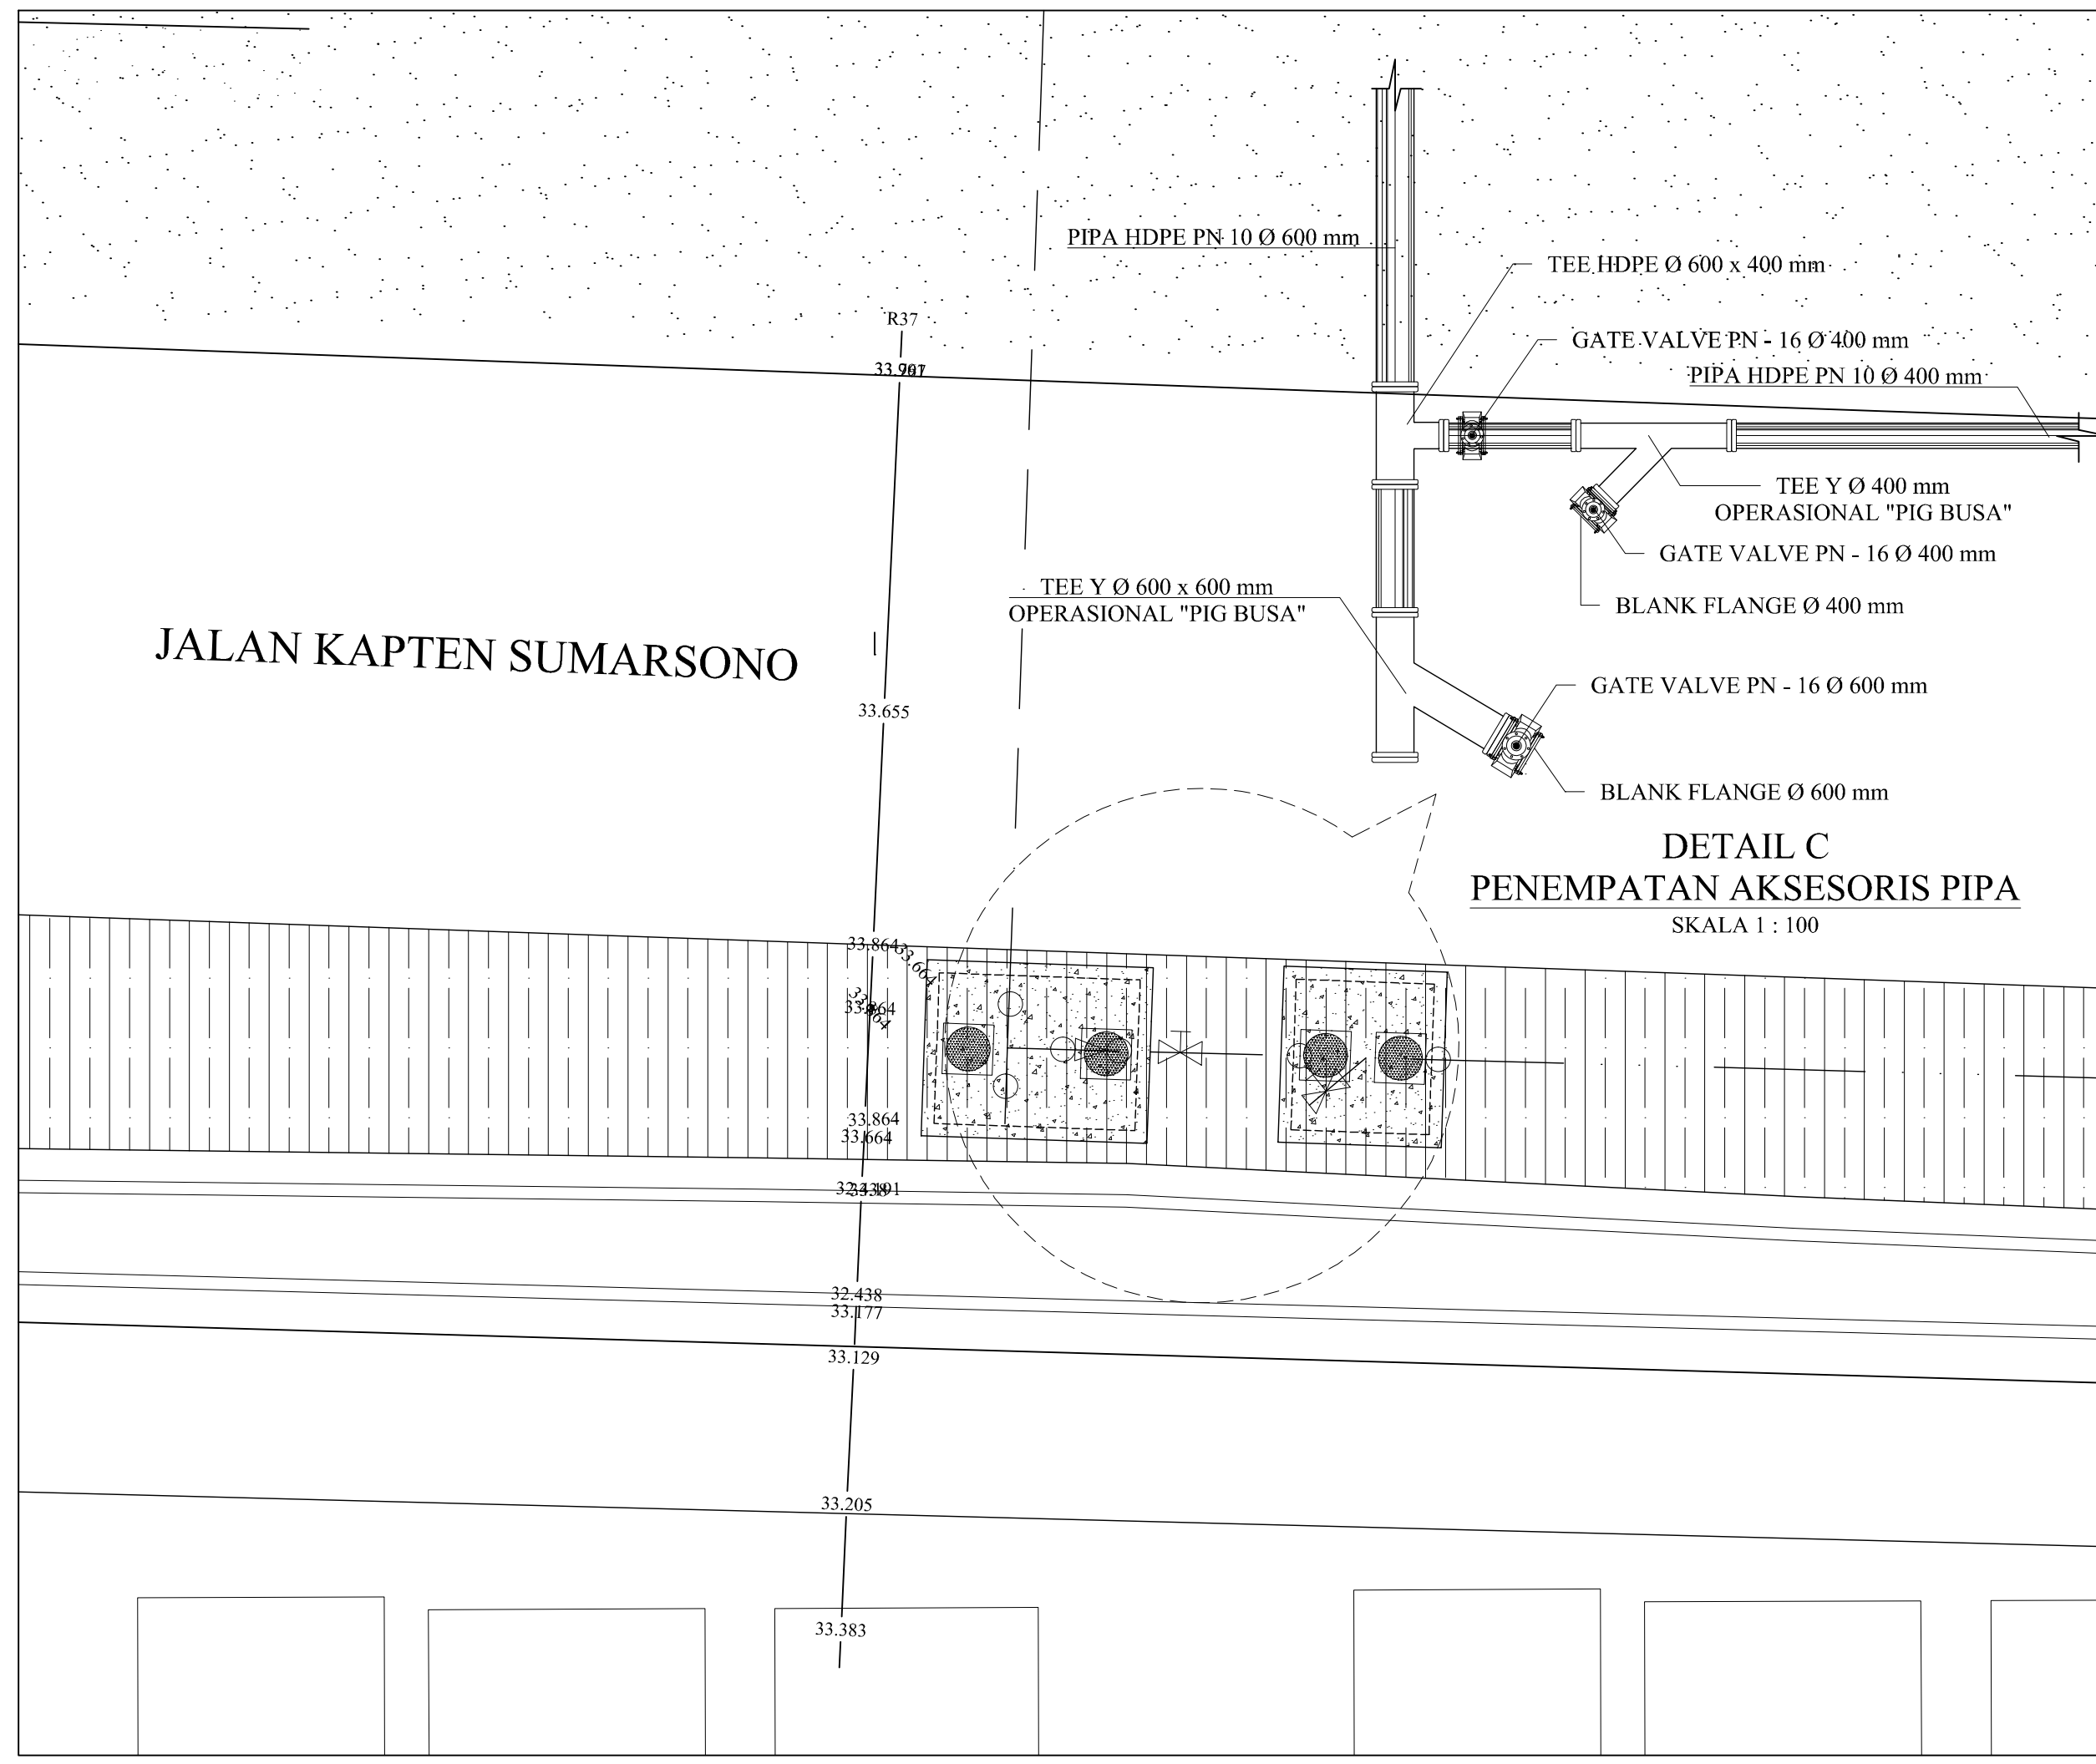 PIPA HDPE PN 10 Ø 600 mm
TEE HDPE Ø 600 x 400 mm
R37
GATE VALVE PN - 16 Ø 400 mm
PIPA HDPE PN 10 Ø 400 mm
TEE Y Ø 400 mm
OPERASIONAL "PIG BUSA"
GATE VALVE PN - 16 Ø 400 mm
TEE Y Ø 600 x 600 mm
OPERASIONAL "PIG BUSA"
BLANK FLANGE Ø 400 mm
JALAN KAPTEN SUMARSONO
GATE VALVE PN - 16 Ø 600 mm
33.655
BLANK FLANGE Ø 600 mm
DETAIL C
PENEMPATAN AKSESORIS PIPA
SKALA 1 : 100
33.864
33.664
33.864
33.864
33.664
32.438
33.177
33.129
33.205
33.383